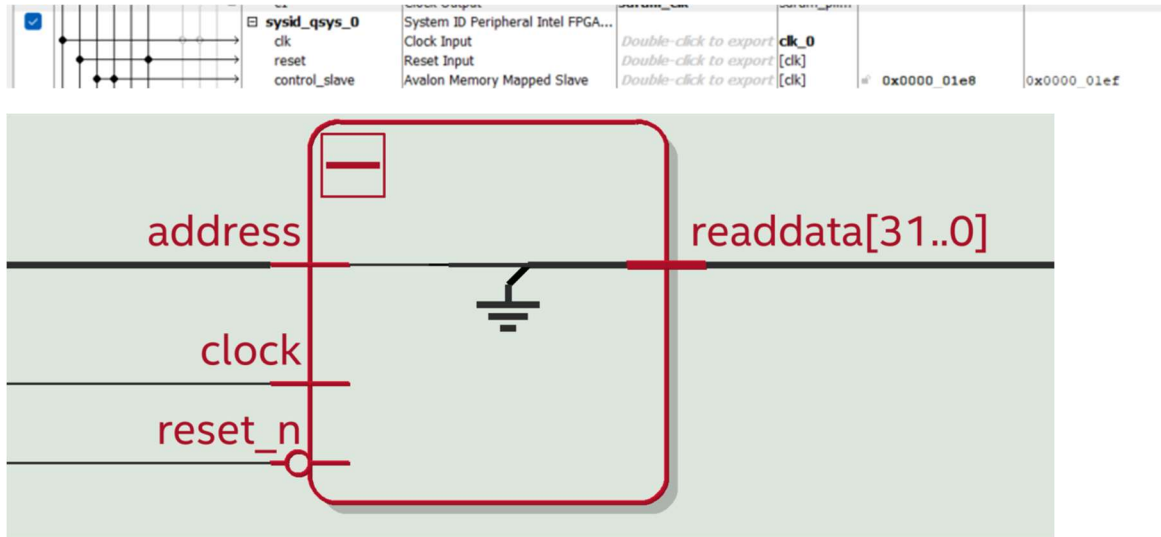 sysid_qsys_0 System ID Peripheral Intel FPGA...
clk Clock Input Double-click to export clk_0
reset Reset Input Double-click to export [clk]
control_slave Avalon Memory Mapped Slave Double-click to export [clk] 0x0000_01e8 0x0000_01ef
address
readdata[31..0]
clock
reset_n